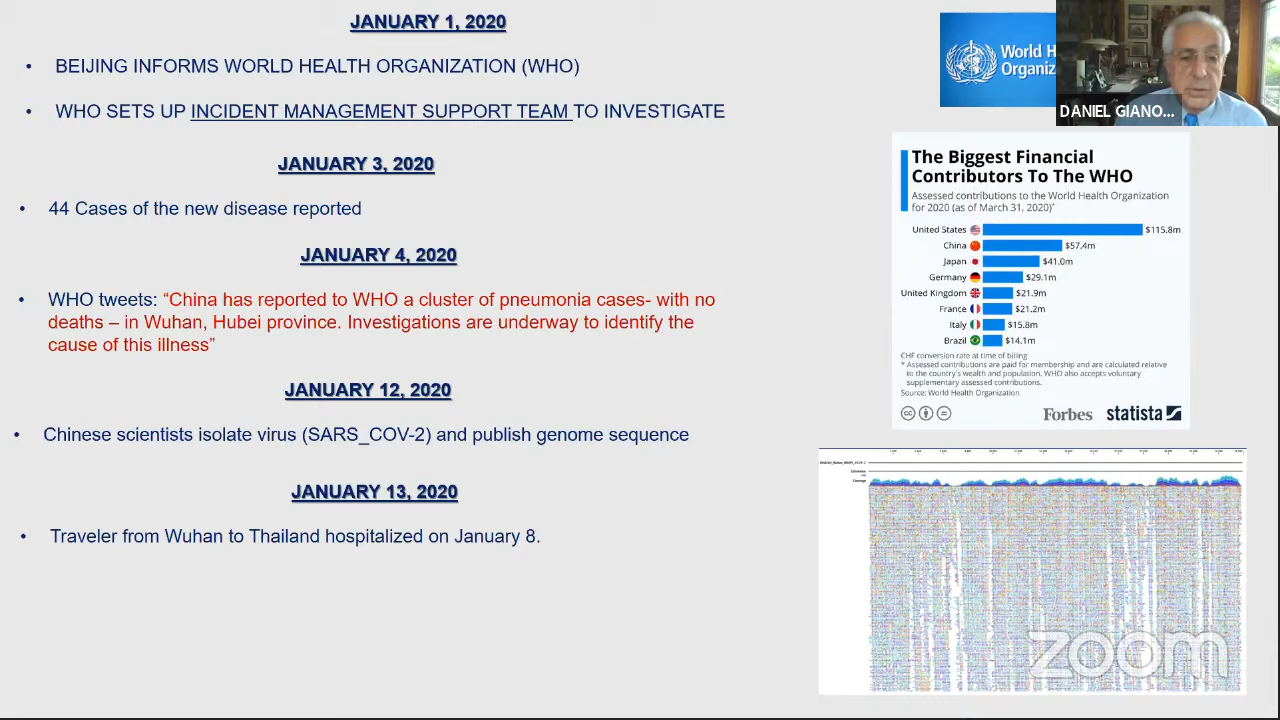 JANUARY 1, 2020
• BEIJING INFORMS WORLD HEALTH ORGANIZATION (WHO)
• WHO SETS UP INCIDENT MANAGEMENT SUPPORT TEAM TO INVESTIGATE
JANUARY 3, 2020
• 44 Cases of the new disease reported
JANUARY 4, 2020
• WHO tweets: “China has reported to WHO a cluster of pneumonia cases- with no
deaths – in Wuhan, Hubei province. Investigations are underway to identify the
cause of this illness”
JANUARY 12, 2020
• Chinese scientists isolate virus (SARS_COV-2) and publish genome sequence
JANUARY 13, 2020
• Traveler from Wuhan to Thailand hospitalized on January 8.
World H
Organiz
DANIEL GIANO...
The Biggest Financial
Contributors To The WHO
Assessed contributions to the World Health Organization
for 2020 (as of March 31, 2020)*
United States $115.8m
China $57.4m
Japan $41.0m
Germany $29.1m
United Kingdom $21.9m
France $21.2m
Italy $15.8m
Brazil $14.1m
CHF conversion rate at time of billing
* Assessed contributions are paid for membership and are calculated relative
to the country's wealth and population. WHO also accepts voluntary
supplementary assessed contributions.
Source: World Health Organization
Forbes statista
Consensus
Coverage
zoom